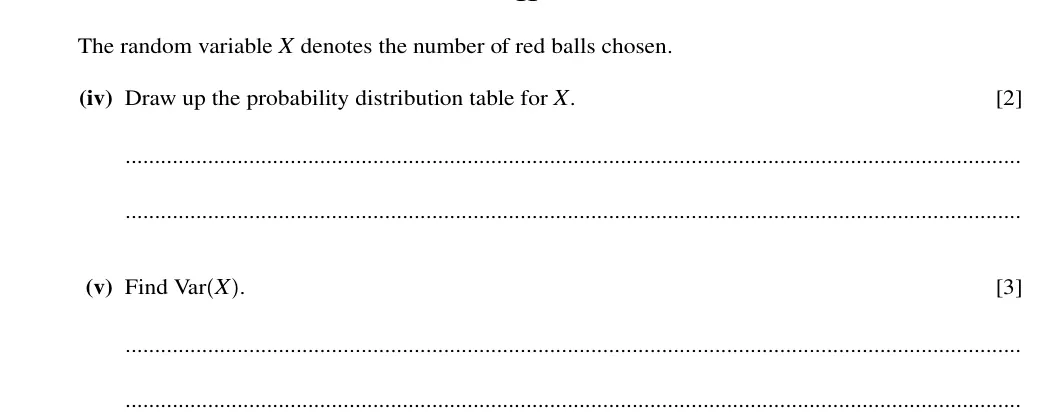 The random variable X denotes the number of red balls chosen.
(iv) Draw up the probability distribution table for X. [2]
................................................................................
................................................................................
(v) Find Var(X). [3]
................................................................................
................................................................................